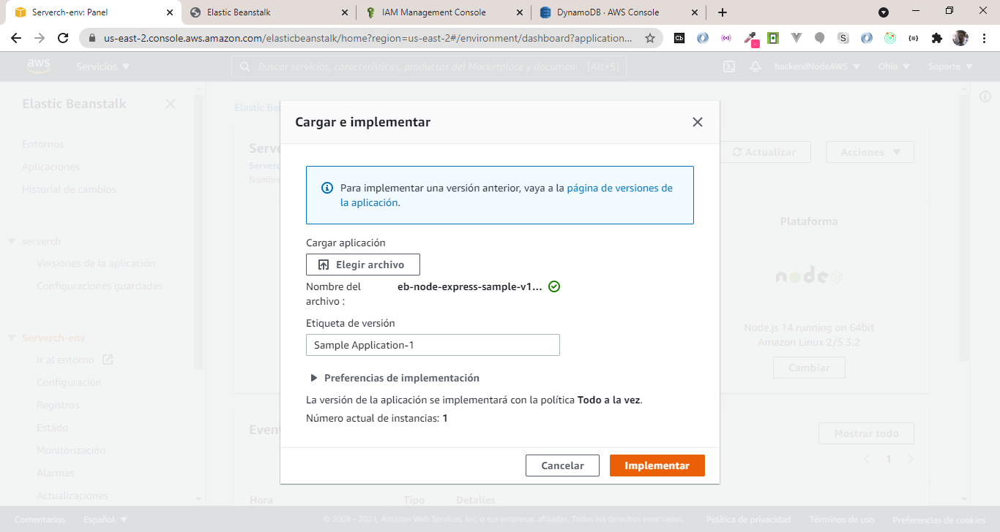 Serverch-env: Panel
Elastic Beanstalk
IAM Management Console
DynamoDB · AWS Console
us-east-2.console.aws.amazon.com/elasticbeanstalk/home?region=us-east-2#/environment/dashboard?application...
aws
Servicios
Buscar servicios, características, productos del Marketplace y documen
[Alt+S]
backendNodeAWS
Ohio
Soporte
Elastic Beanstalk
Entornos
Aplicaciones
Historial de cambios
serverch
Versiones de la aplicación
Configuraciones guardadas
Serverch-env
Ir al entorno
Configuración
Registros
Estado
Monitorización
Alarmas
Actualizaciones
Elastic Be
Serve
Serverc
Nombre
Actualizar
Acciones
Cargar e implementar
Para implementar una versión anterior, vaya a la página de versiones de
la aplicación.
Cargar aplicación
Elegir archivo
Nombre del
archivo :
eb-node-express-sample-v1...
Etiqueta de versión
Sample Application-1
Preferencias de implementación
La versión de la aplicación se implementará con la política Todo a la vez.
Número actual de instancias: 1
Cancelar
Implementar
Plataforma
node
Node.js 14 running on 64bit
Amazon Linux 2/5.3.2
Cambiar
Event
Mostrar todo
1
Hora
Tipo
Detalles
Comentarios
Español
© 2008 - 2021, Amazon Web Services, Inc. o sus empresas afiliadas. Todos los derechos reservados.
Política de privacidad
Términos de uso
Preferencias de cookies